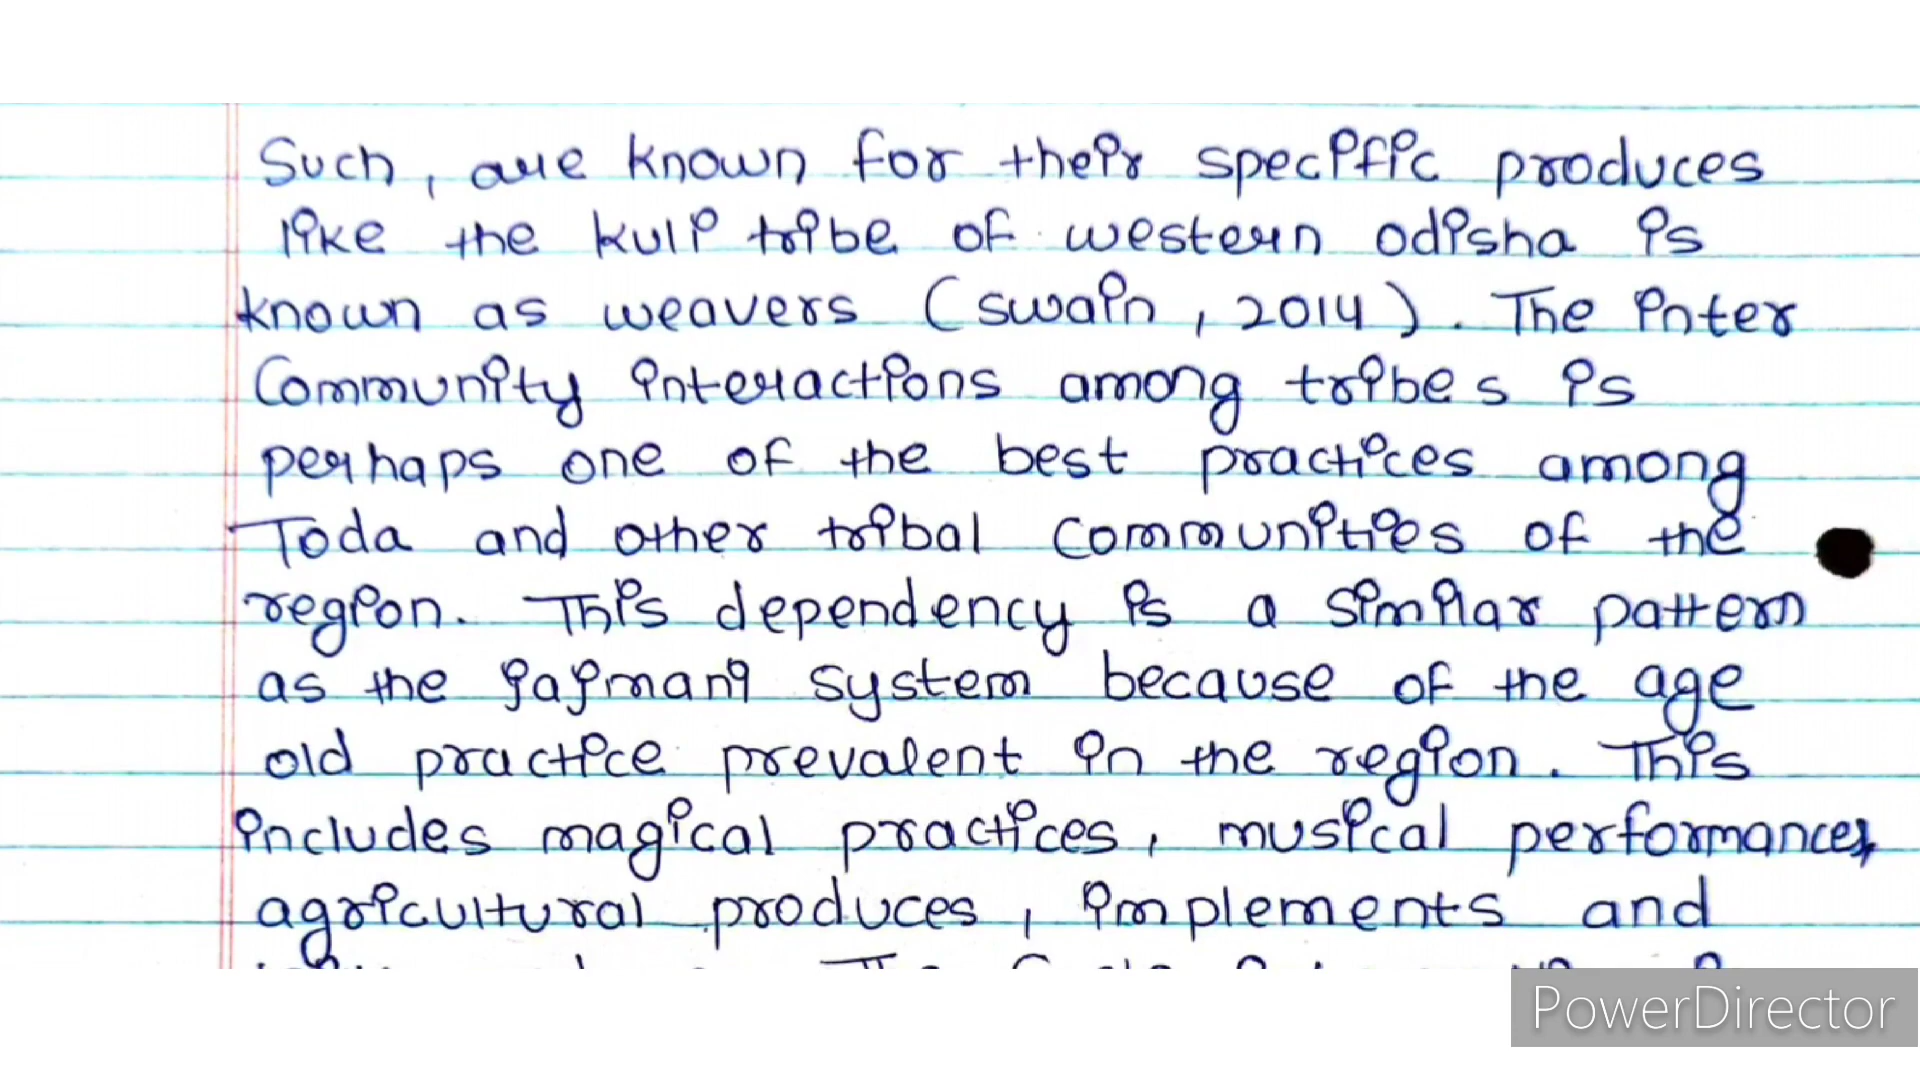 Such, are known for their specific produces
like the kuli tribe of western odisha is
known as weavers (swain, 2014). The inter
Community interactions among tribes is
perhaps one of the best practices among
Toda and other tribal communities of the
region. This dependency is a similar pattern
as the jajmani system because of the age
old practice prevalent in the region. This
includes magical practices, musical performances,
agricultural produces, implements and
PowerDirector